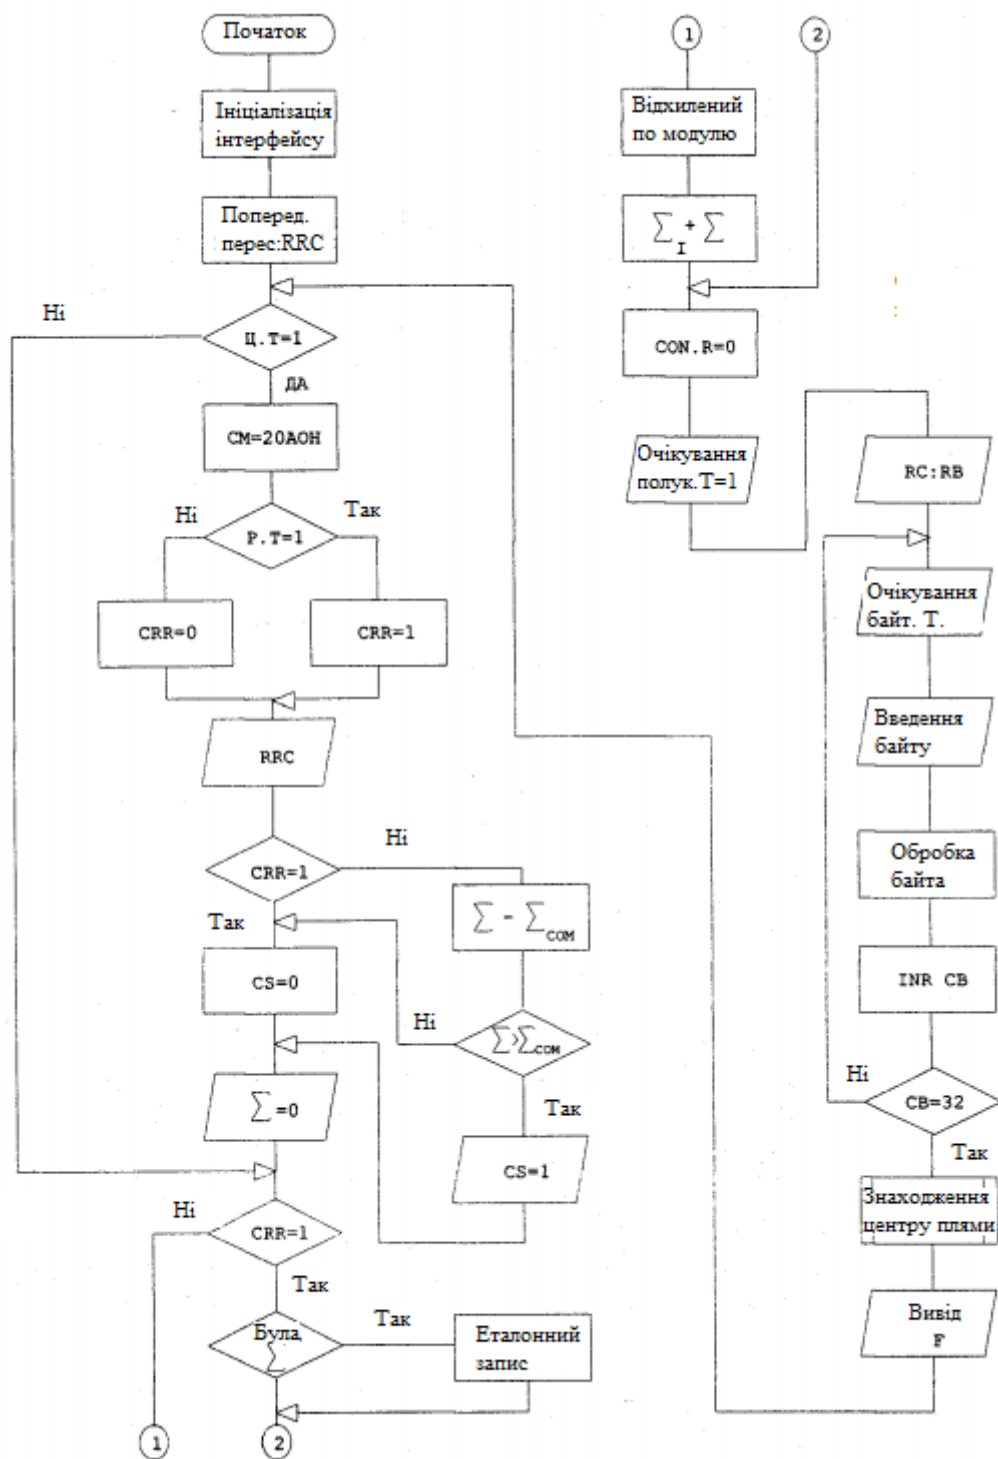 Початок
Ініціалізація
інтерфейсу
Поперед.
перес:RRC
Ні
Ц.Т=1
ДА
СМ=20АОН
Ні
Так
Р.Т=1
CRR=0
CRR=1
RRC
Ні
CRR=1
Так
∑ - ∑COM
CS=0
Ні
∑>∑COM
Так
∑=0
CS=1
Ні
CRR=1
Так
Була
∑
Так
Еталонний
запис
1
2
1
2
Відхилений
по модулю
∑I + ∑
CON.R=0
Очікування
полук.Т=1
RC:RB
Очікування
байт. Т.
Введення
байту
Обробка
байта
INR CB
Ні
CB=32
Так
Знаходження
центру плями
Вивід
F